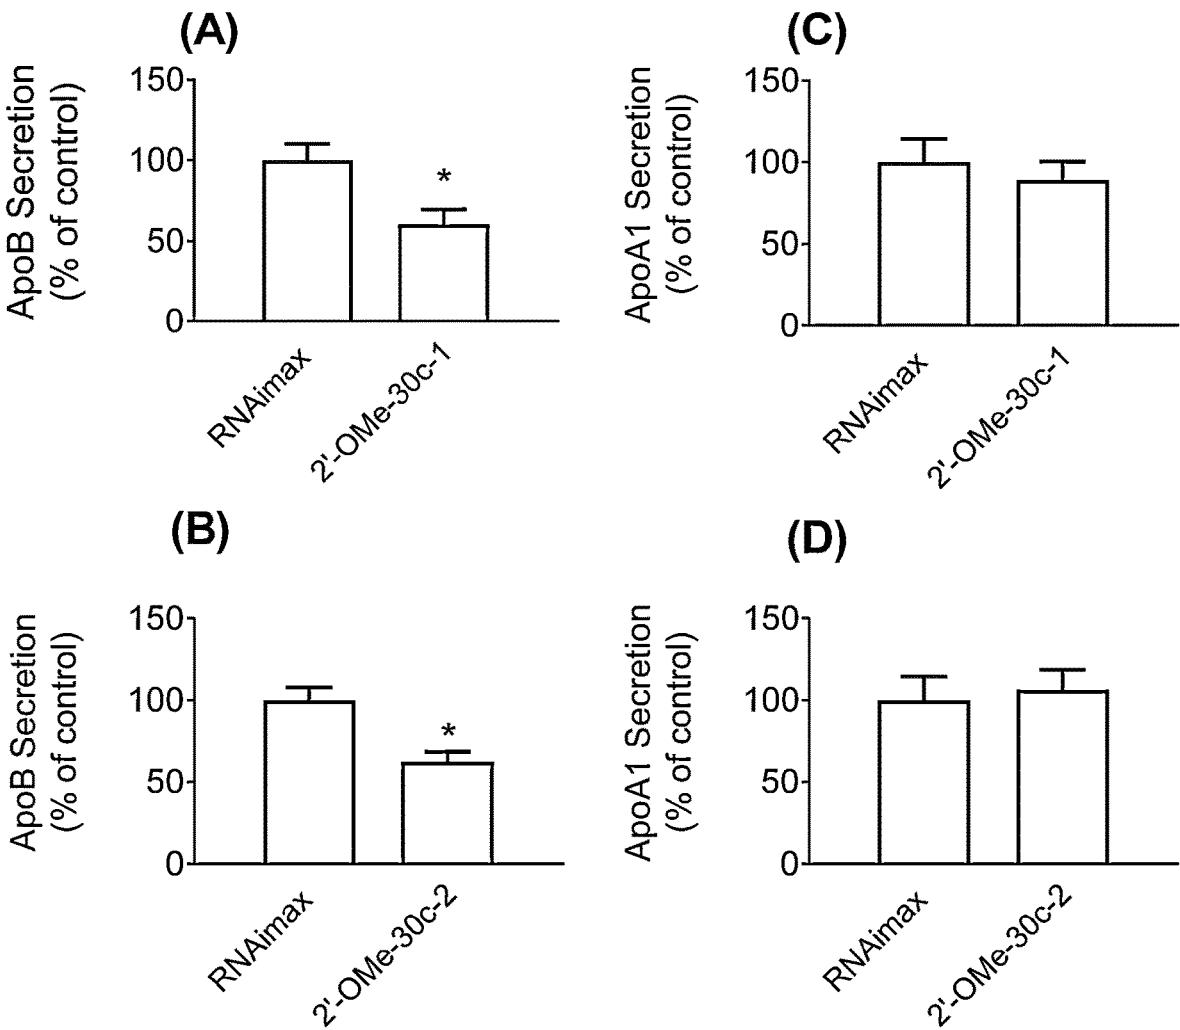 (A)
ApoB Secretion
(% of control)
150
100
50
0
*
RNAimax
2'-OMe-30c-1
(C)
ApoA1 Secretion
(% of control)
150
100
50
0
RNAimax
2'-OMe-30c-1
(B)
ApoB Secretion
(% of control)
150
100
50
0
*
RNAimax
2'-OMe-30c-2
(D)
ApoA1 Secretion
(% of control)
150
100
50
0
RNAimax
2'-OMe-30c-2